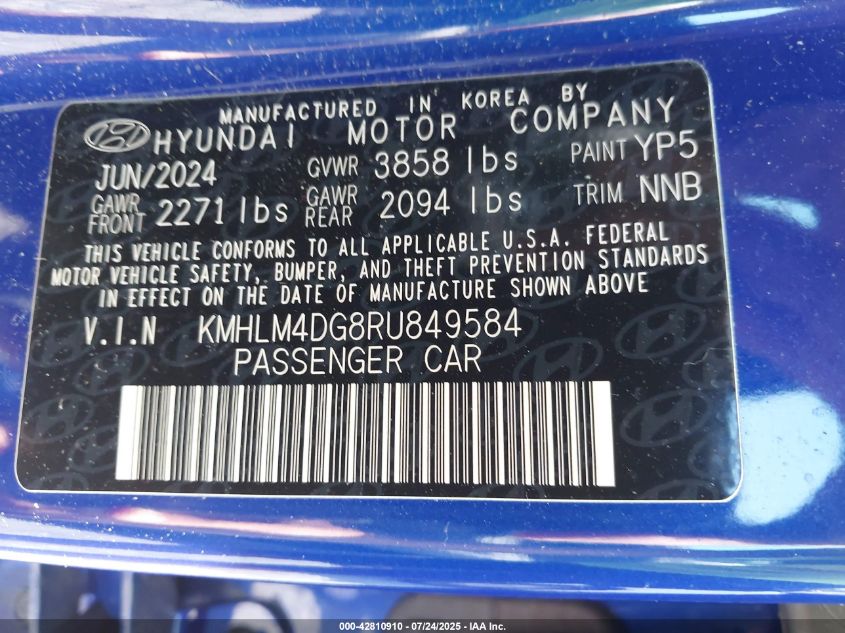 MANUFACTURED IN KOREA BY
HYUNDAI MOTOR COMPANY
JUN/2024 GVWR 3858 lbs PAINT YP5
GAWR FRONT 2271 lbs GAWR REAR 2094 lbs TRIM NNB
THIS VEHICLE CONFORMS TO ALL APPLICABLE U.S.A. FEDERAL
MOTOR VEHICLE SAFETY, BUMPER, AND THEFT PREVENTION STANDARDS
IN EFFECT ON THE DATE OF MANUFACTURE SHOWN ABOVE
V.I.N KMHLM4DG8RU849584
PASSENGER CAR
000-42810910 - 07/24/2025 - IAA Inc.